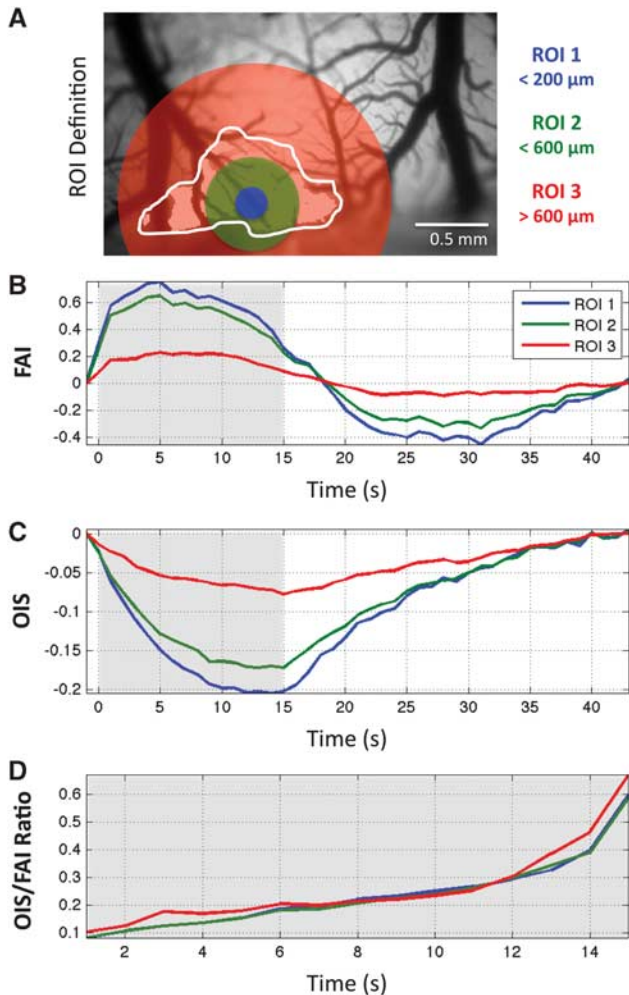 A
ROI Definition
ROI 1
< 200 µm
ROI 2
< 600 µm
ROI 3
> 600 µm
0.5 mm
B
FAI
0.6
0.4
0.2
0
-0.2
-0.4
ROI 1
ROI 2
ROI 3
0 5 10 15 20 25 30 35 40
Time (s)
C
OIS
0
-0.05
-0.1
-0.15
-0.2
0 5 10 15 20 25 30 35 40
Time (s)
D
OIS/FAI Ratio
0.6
0.5
0.4
0.3
0.2
0.1
2 4 6 8 10 12 14
Time (s)